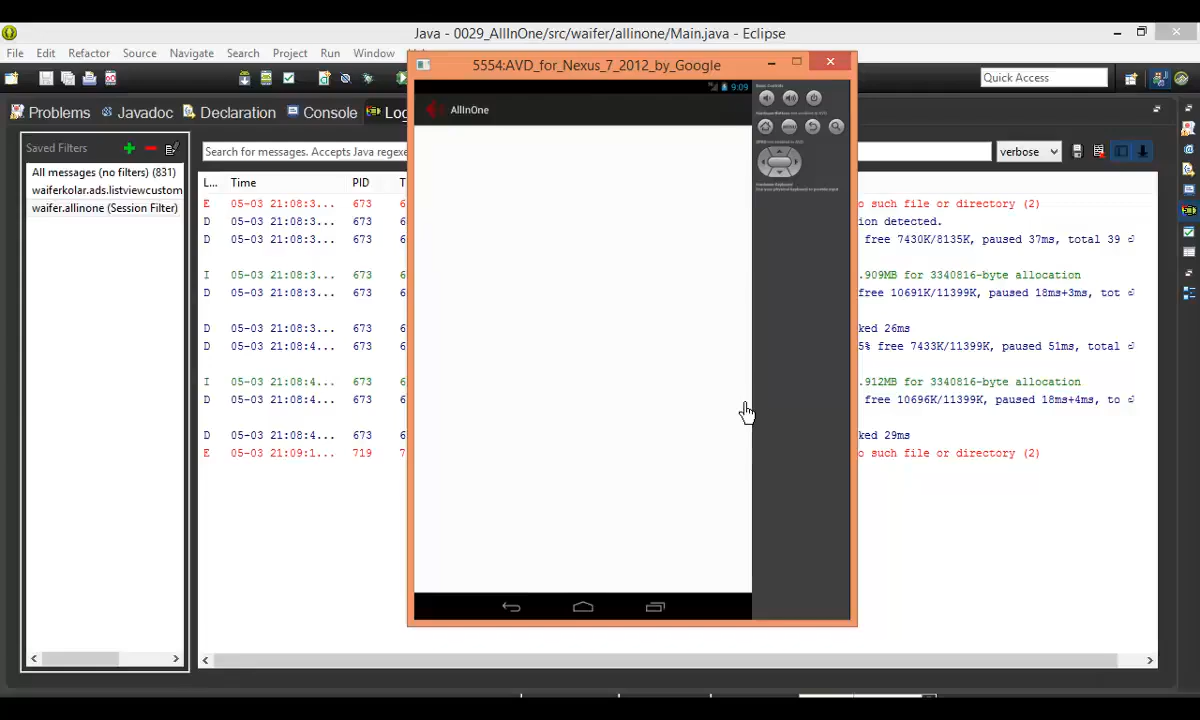 Java - 0029_AllInOne/src/waifer/allinone/Main.java - Eclipse
File Edit Refactor Source Navigate Search Project Run Window
5554:AVD_for_Nexus_7_2012_by_Google
Quick Access
9:09
AllInOne
Problems Javadoc Declaration Console
Saved Filters
Search for messages. Accepts Java
verbose
All messages (no filters) (831)
waiferkolar.ads.listviewcustom
waifer.allinone (Session Filter)
L... Time PID
E 05-03 21:08:3... 673 such file or directory (2)
D 05-03 21:08:3... 673 detected.
D 05-03 21:08:3... 673 free 7430K/8135K, paused 37ms, total 39
I 05-03 21:08:3... 673 .909MB for 3340816-byte allocation
D 05-03 21:08:3... 673 free 10691K/11399K, paused 18ms+3ms, tot
D 05-03 21:08:3... 673 ked 26ms
D 05-03 21:08:4... 673 5% free 7433K/11399K, paused 51ms, total
I 05-03 21:08:4... 673 .912MB for 3340816-byte allocation
D 05-03 21:08:4... 673 free 10696K/11399K, paused 18ms+4ms, to
D 05-03 21:08:4... 673 ked 29ms
E 05-03 21:09:1... 719 such file or directory (2)